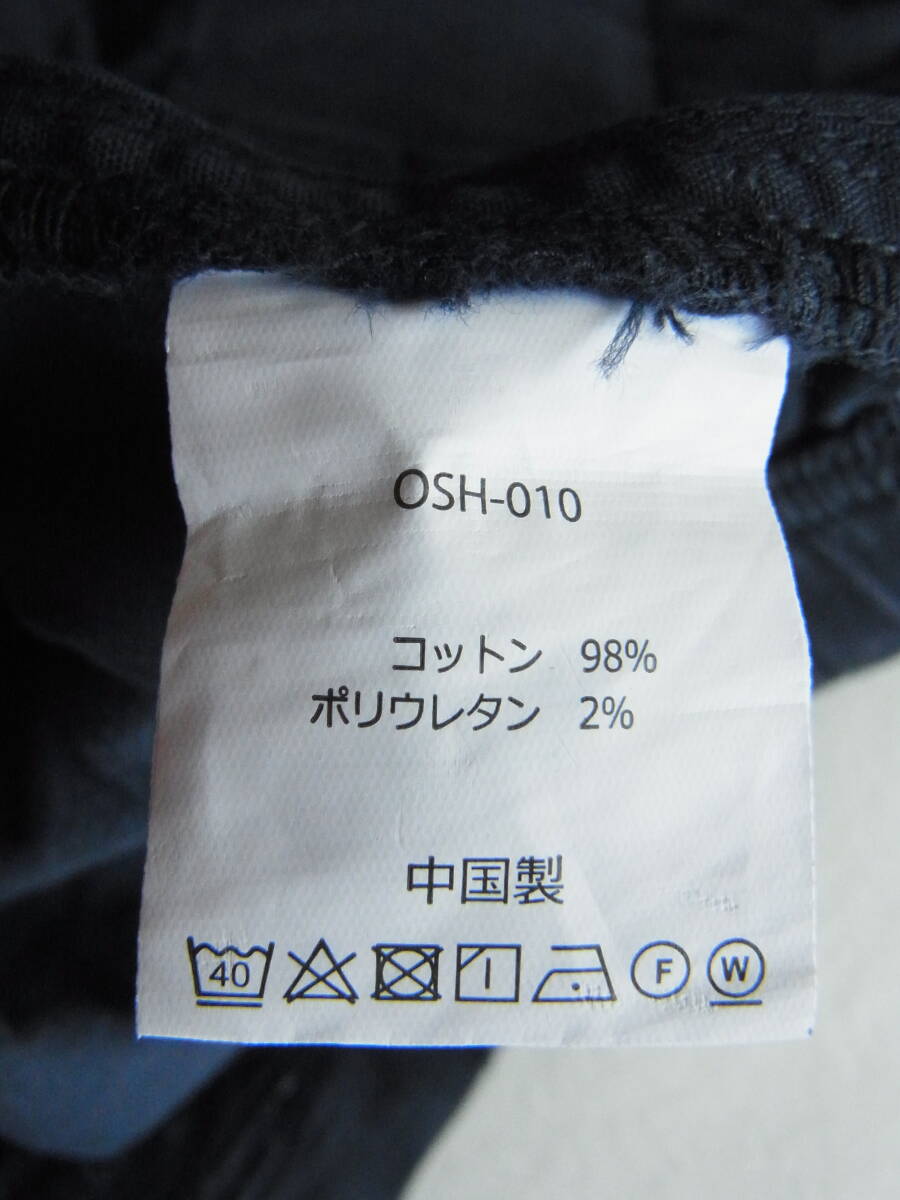 OSH-010
コットン 98%
ポリウレタン 2%
中国製
40 F W